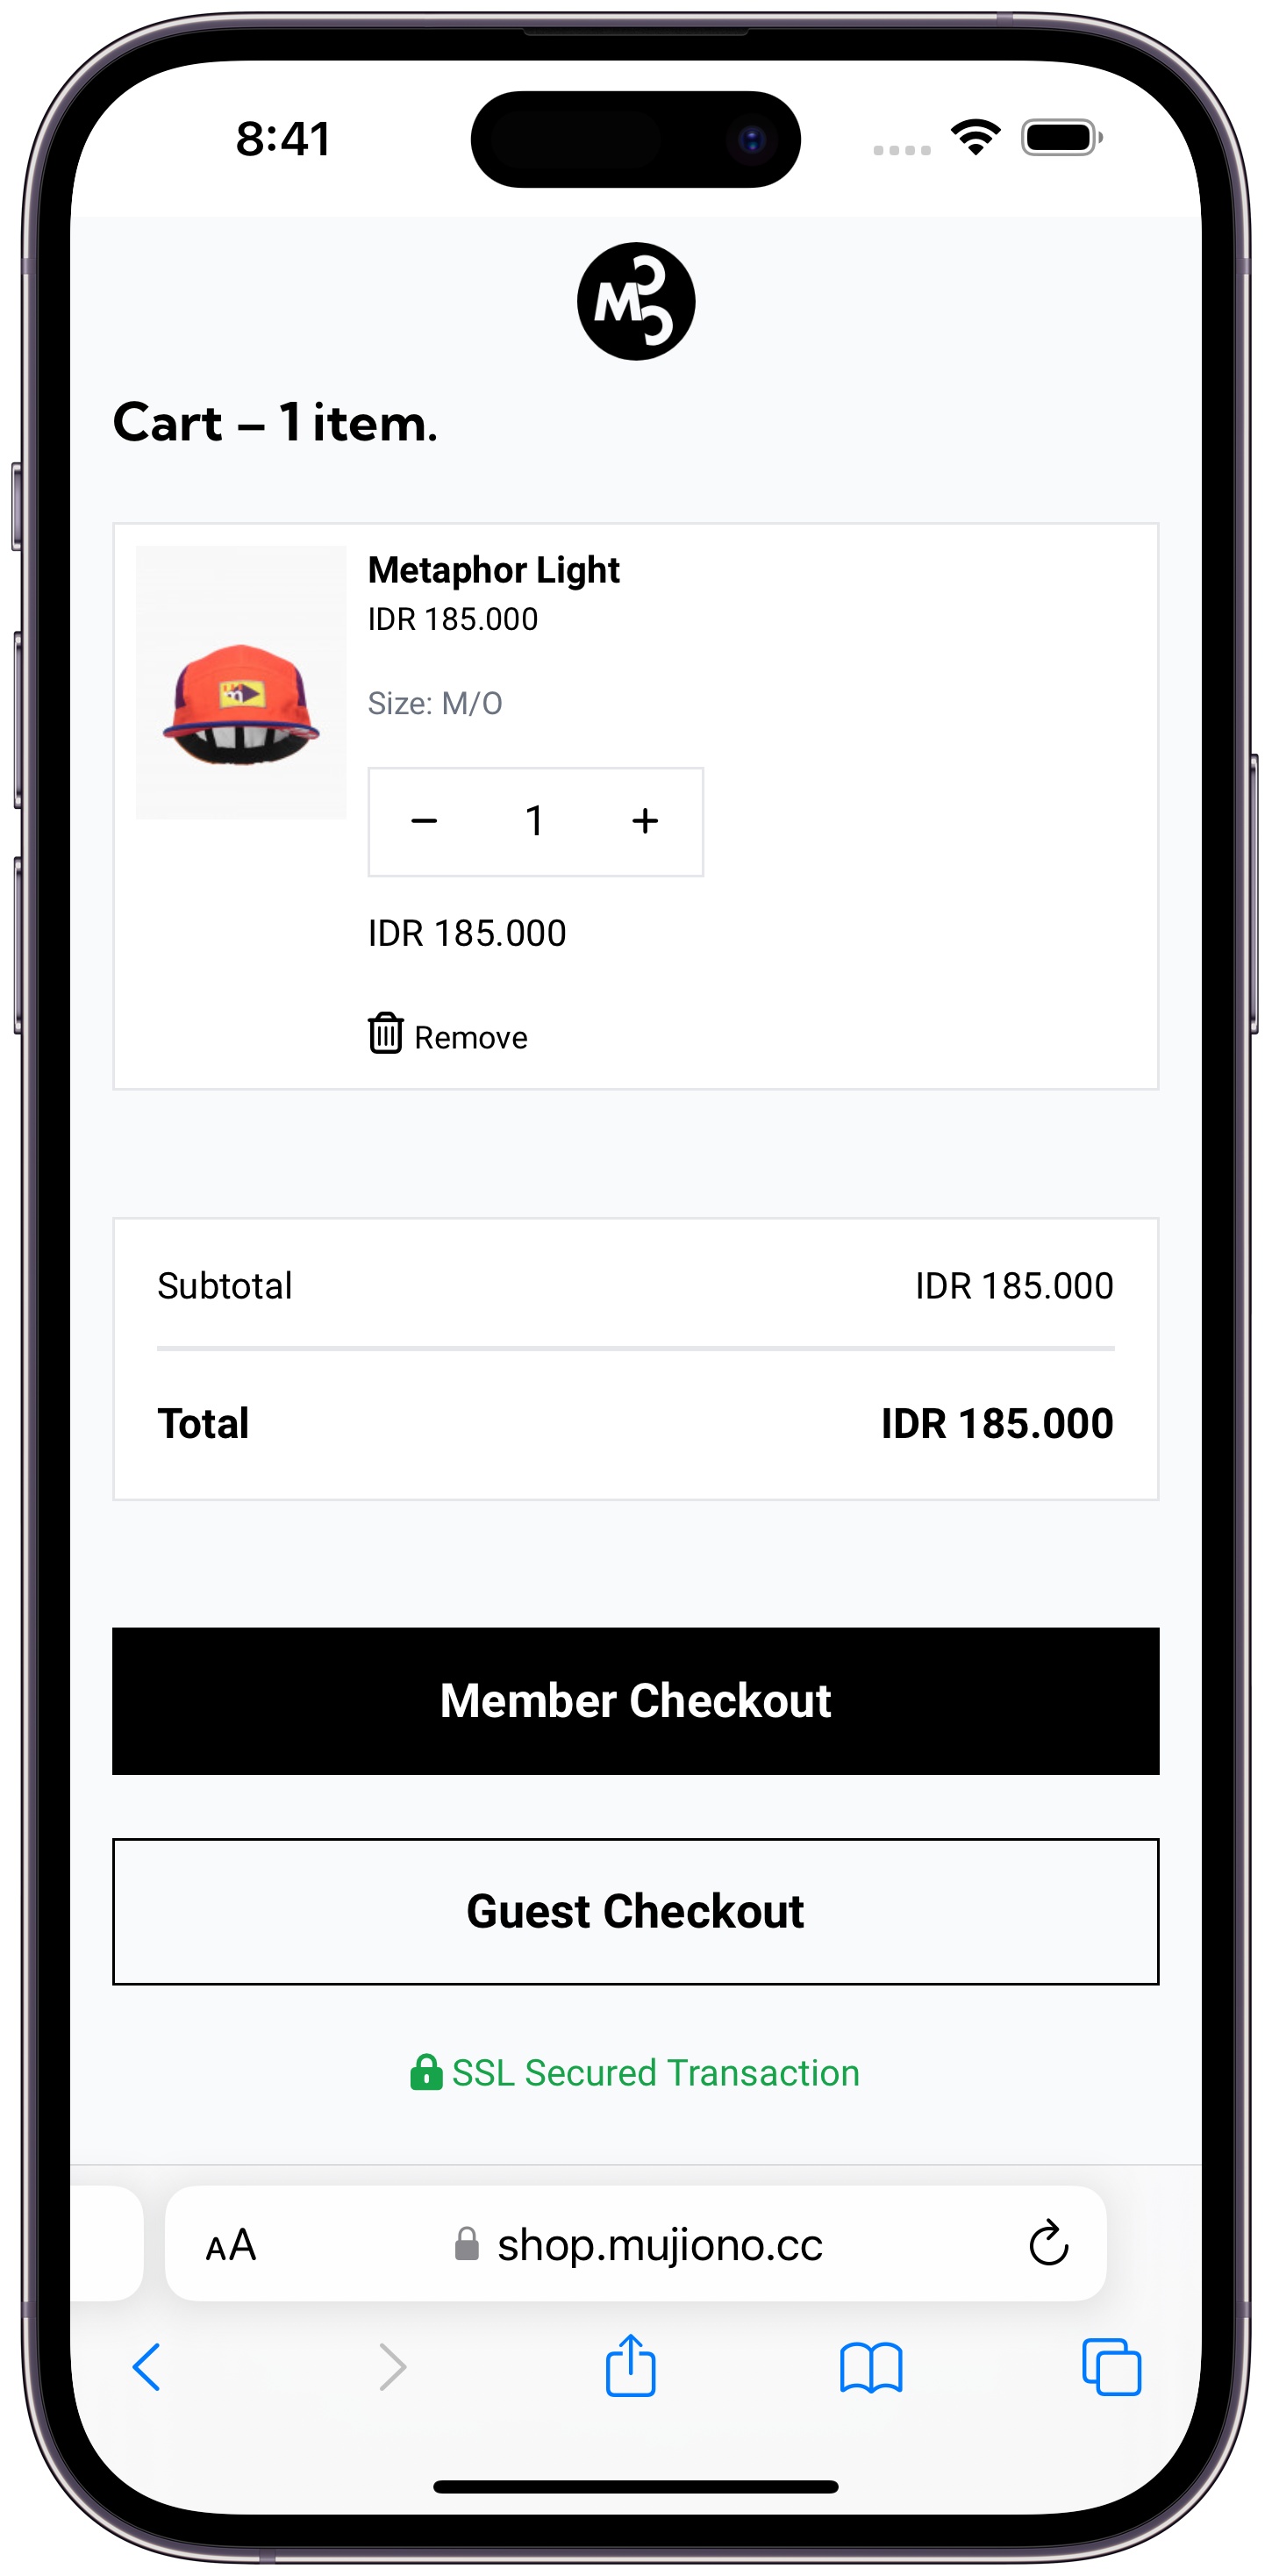 8:41
M
Cart – 1 item.
Metaphor Light
IDR 185.000
Size: M/O
− 1 +
IDR 185.000
Remove
Subtotal IDR 185.000
Total IDR 185.000
Member Checkout
Guest Checkout
SSL Secured Transaction
AA shop.mujiono.cc